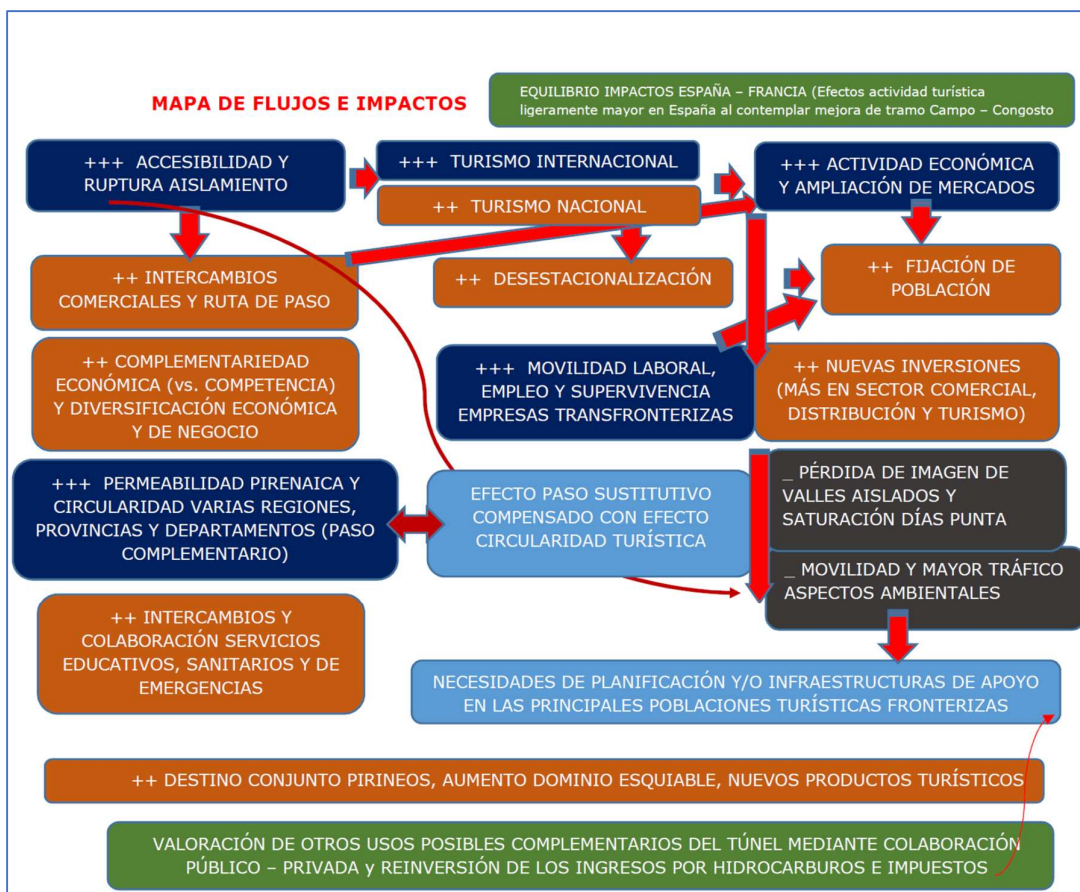 MAPA DE FLUJOS E IMPACTOS
EQUILIBRIO IMPACTOS ESPAÑA – FRANCIA (Efectos actividad turística
ligeramente mayor en España al contemplar mejora de tramo Campo – Congosto
+++ ACCESIBILIDAD Y
RUPTURA AISLAMIENTO
+++ TURISMO INTERNACIONAL
++ TURISMO NACIONAL
+++ ACTIVIDAD ECONÓMICA
Y AMPLIACIÓN DE MERCADOS
++ INTERCAMBIOS
COMERCIALES Y RUTA DE PASO
++ DESESTACIONALIZACIÓN
++ FIJACIÓN DE
POBLACIÓN
++ COMPLEMENTARIEDAD
ECONÓMICA (vs. COMPETENCIA)
Y DIVERSIFICACIÓN ECONÓMICA
Y DE NEGOCIO
+++ MOVILIDAD LABORAL,
EMPLEO Y SUPERVIVENCIA
EMPRESAS TRANSFRONTERIZAS
++ NUEVAS INVERSIONES
(MÁS EN SECTOR COMERCIAL,
DISTRIBUCIÓN Y TURISMO)
+++ PERMEABILIDAD PIRENAICA Y
CIRCULARIDAD VARIAS REGIONES,
PROVINCIAS Y DEPARTAMENTOS (PASO
COMPLEMENTARIO)
EFECTO PASO SUSTITUTIVO
COMPENSADO CON EFECTO
CIRCULARIDAD TURÍSTICA
_ PÉRDIDA DE IMAGEN DE
VALLES AISLADOS Y
SATURACIÓN DÍAS PUNTA
_ MOVILIDAD Y MAYOR TRÁFICO
ASPECTOS AMBIENTALES
++ INTERCAMBIOS Y
COLABORACIÓN SERVICIOS
EDUCATIVOS, SANITARIOS Y DE
EMERGENCIAS
NECESIDADES DE PLANIFICACIÓN Y/O INFRAESTRUCTURAS DE APOYO
EN LAS PRINCIPALES POBLACIONES TURÍSTICAS FRONTERIZAS
++ DESTINO CONJUNTO PIRINEOS, AUMENTO DOMINIO ESQUIABLE, NUEVOS PRODUCTOS TURÍSTICOS
VALORACIÓN DE OTROS USOS POSIBLES COMPLEMENTARIOS DEL TÚNEL MEDIANTE COLABORACIÓN
PÚBLICO – PRIVADA y REINVERSIÓN DE LOS INGRESOS POR HIDROCARBUROS E IMPUESTOS